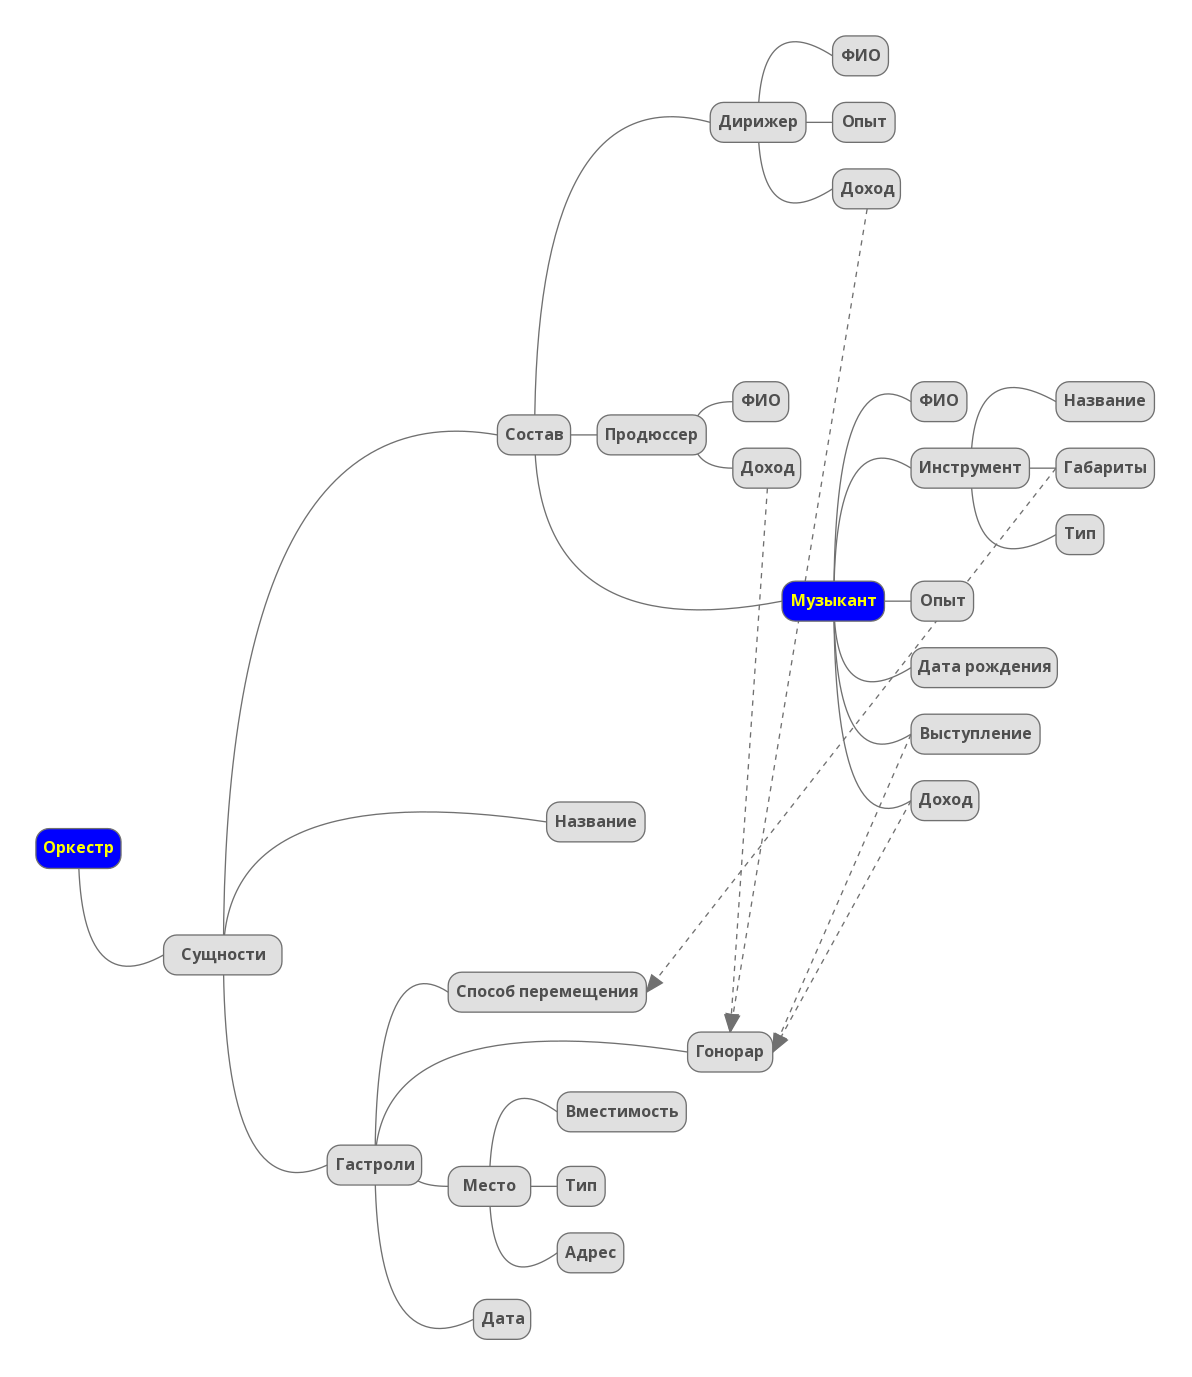 ФИО
Дирижер
Опыт
Доход
ФИО
ФИО
Название
Состав
Продюссер
Доход
Инструмент
Габариты
Тип
Музыкант
Опыт
Дата рождения
Выступление
Доход
Название
Оркестр
Сущности
Способ перемещения
Гонорар
Вместимость
Гастроли
Место
Тип
Адрес
Дата